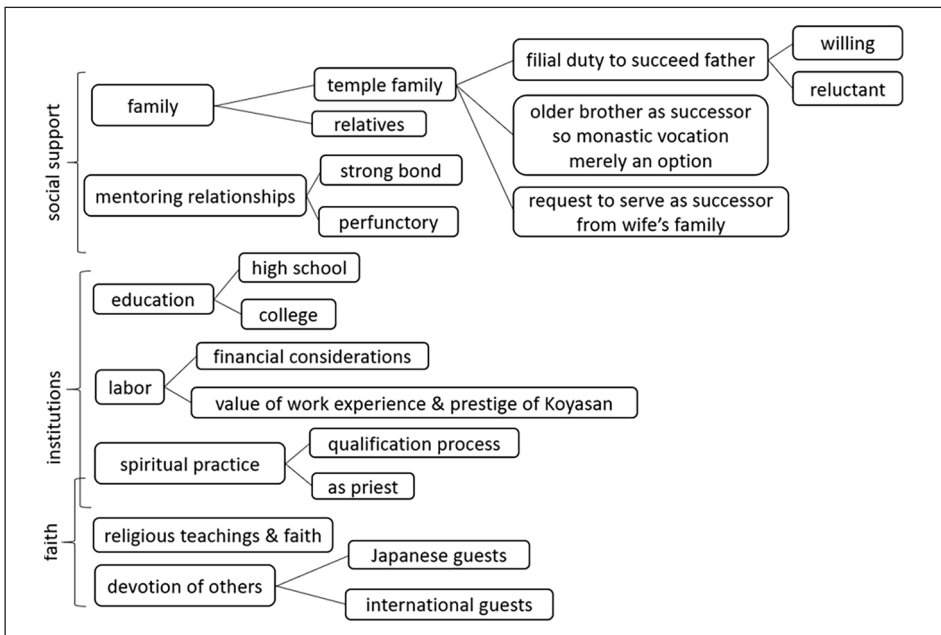 social support
family
temple family
filial duty to succeed father
willing
reluctant
older brother as successor
so monastic vocation
merely an option
request to serve as successor
from wife's family
relatives
mentoring relationships
strong bond
perfunctory
institutions
education
high school
college
labor
financial considerations
value of work experience & prestige of Koyasan
spiritual practice
qualification process
as priest
faith
religious teachings & faith
devotion of others
Japanese guests
international guests